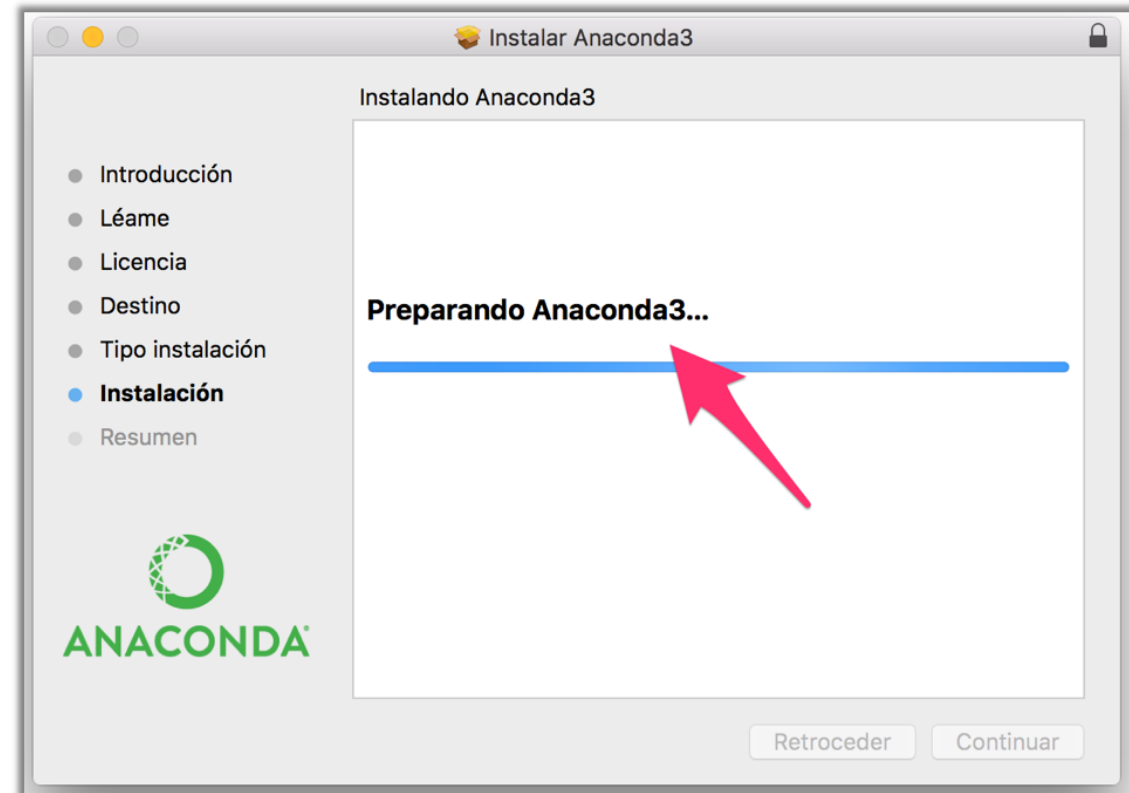 Instalar Anaconda3
Instalando Anaconda3
Introducción
Léame
Licencia
Destino
Tipo instalación
Instalación
Resumen
Preparando Anaconda3...
ANACONDA
Retroceder
Continuar